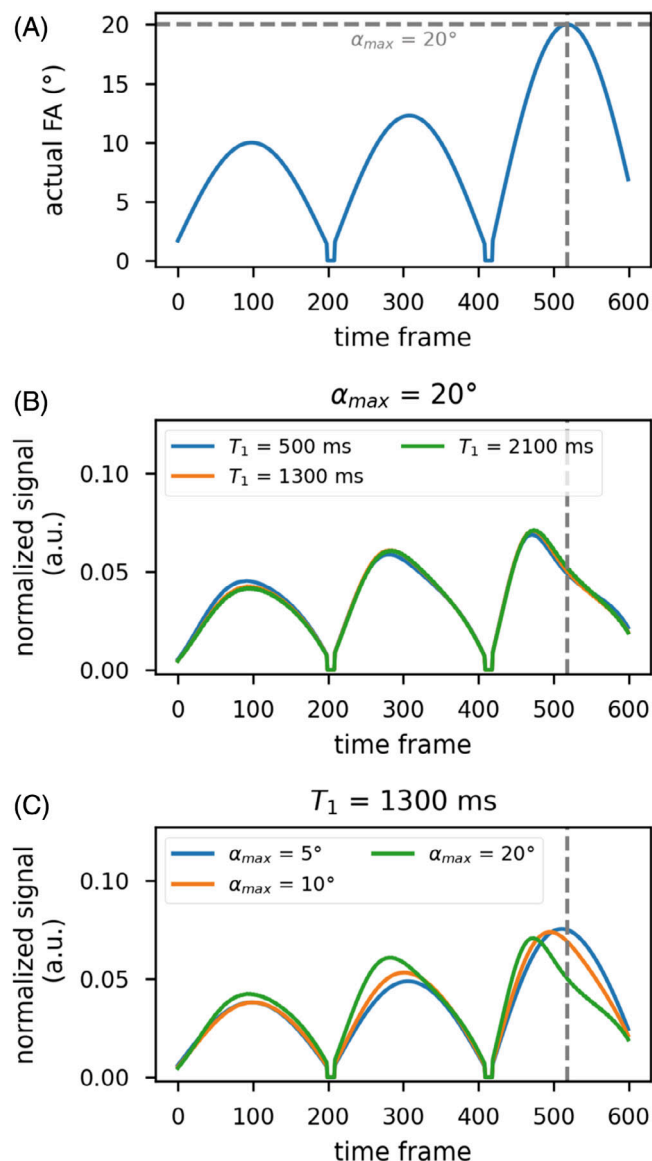 (A)
20
15
10
5
0
actual FA (°)
α_max = 20°
0 100 200 300 400 500 600
time frame
(B)
α_max = 20°
T_1 = 500 ms
T_1 = 1300 ms
T_1 = 2100 ms
0.10
0.05
0.00
normalized signal
(a.u.)
0 100 200 300 400 500 600
time frame
(C)
T_1 = 1300 ms
α_max = 5°
α_max = 10°
α_max = 20°
0.10
0.05
0.00
normalized signal
(a.u.)
0 100 200 300 400 500 600
time frame